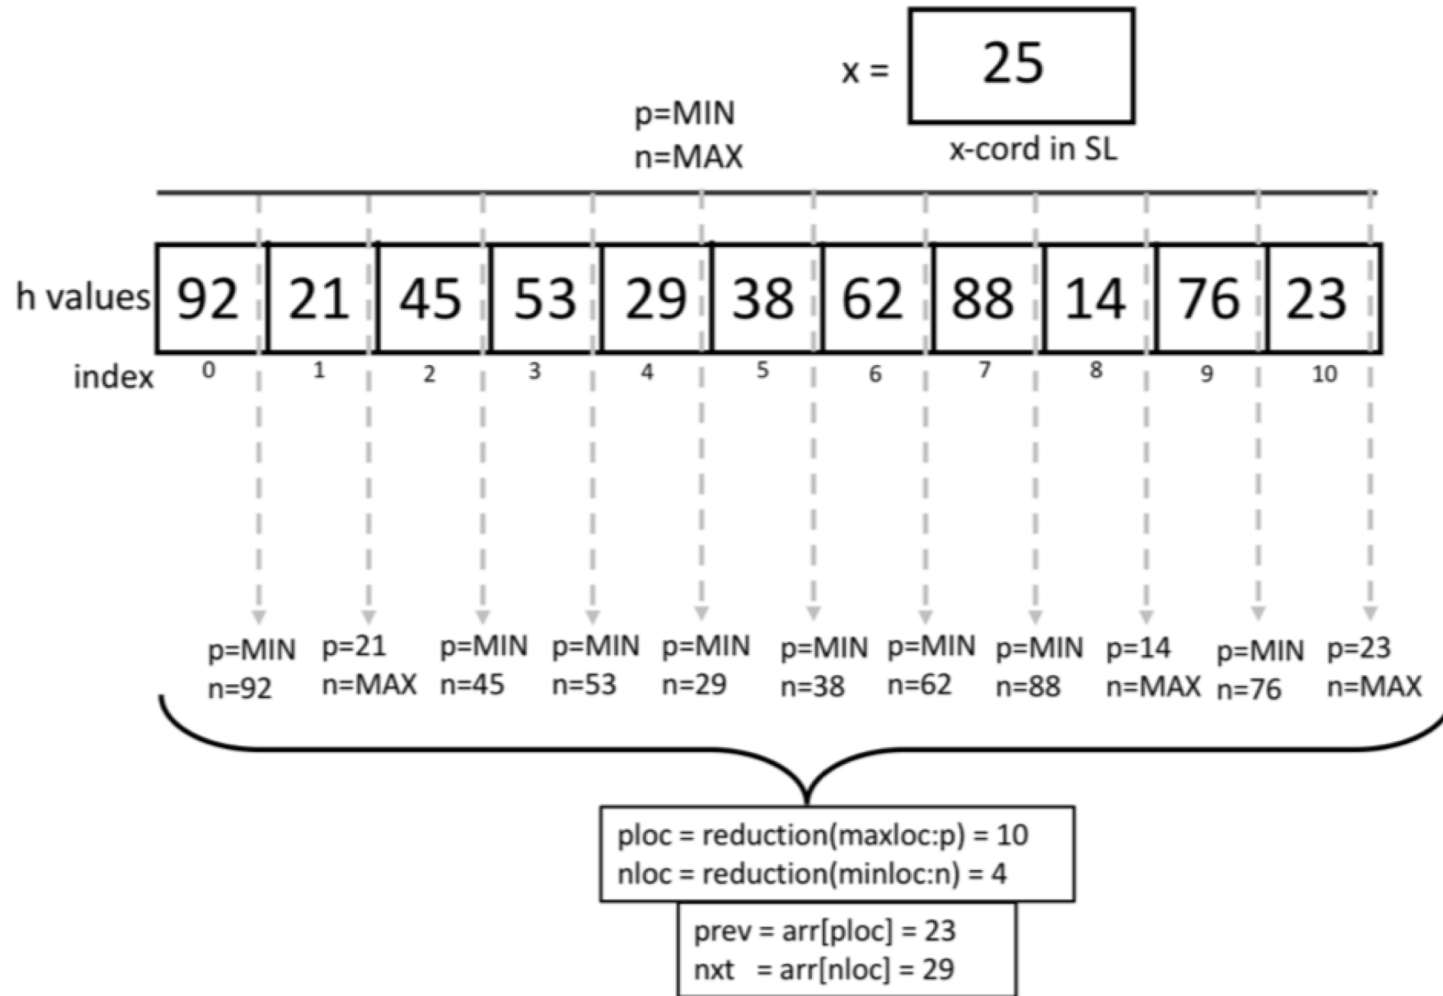 x = 25
x-cord in SL
p=MIN
n=MAX
h values 92 21 45 53 29 38 62 88 14 76 23
index 0 1 2 3 4 5 6 7 8 9 10
p=MIN p=21 p=MIN p=MIN p=MIN p=MIN p=MIN p=MIN p=14 p=MIN p=23
n=92 n=MAX n=45 n=53 n=29 n=38 n=62 n=88 n=MAX n=76 n=MAX
ploc = reduction(maxloc:p) = 10
nloc = reduction(minloc:n) = 4
prev = arr[ploc] = 23
nxt = arr[nloc] = 29